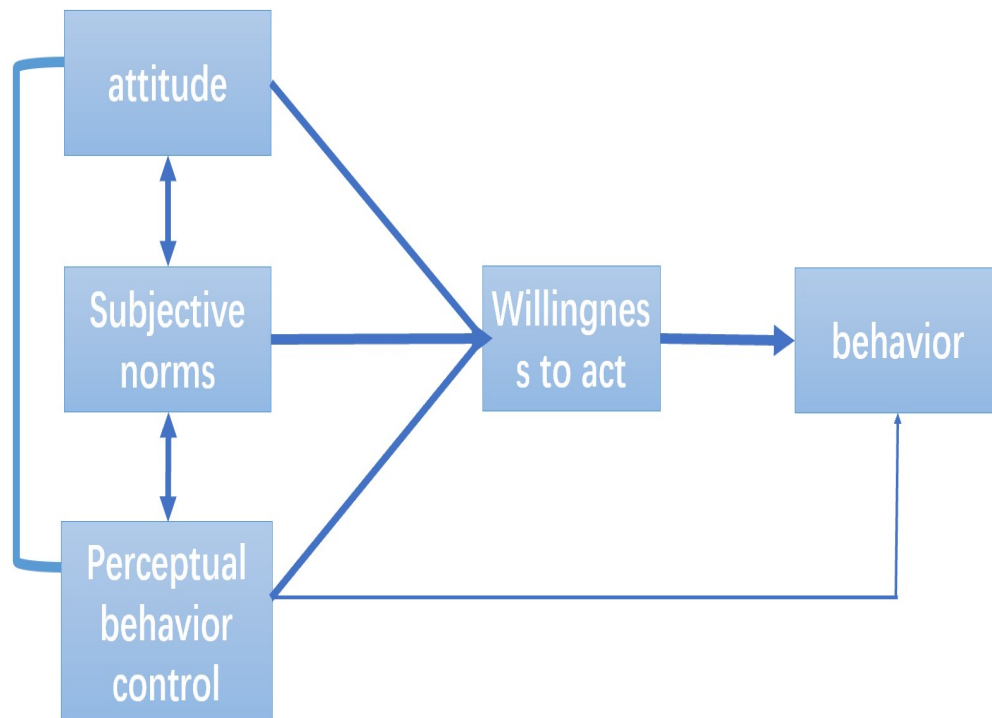 attitude
Subjective
norms
Willingnes
s to act
behavior
Perceptual
behavior
control